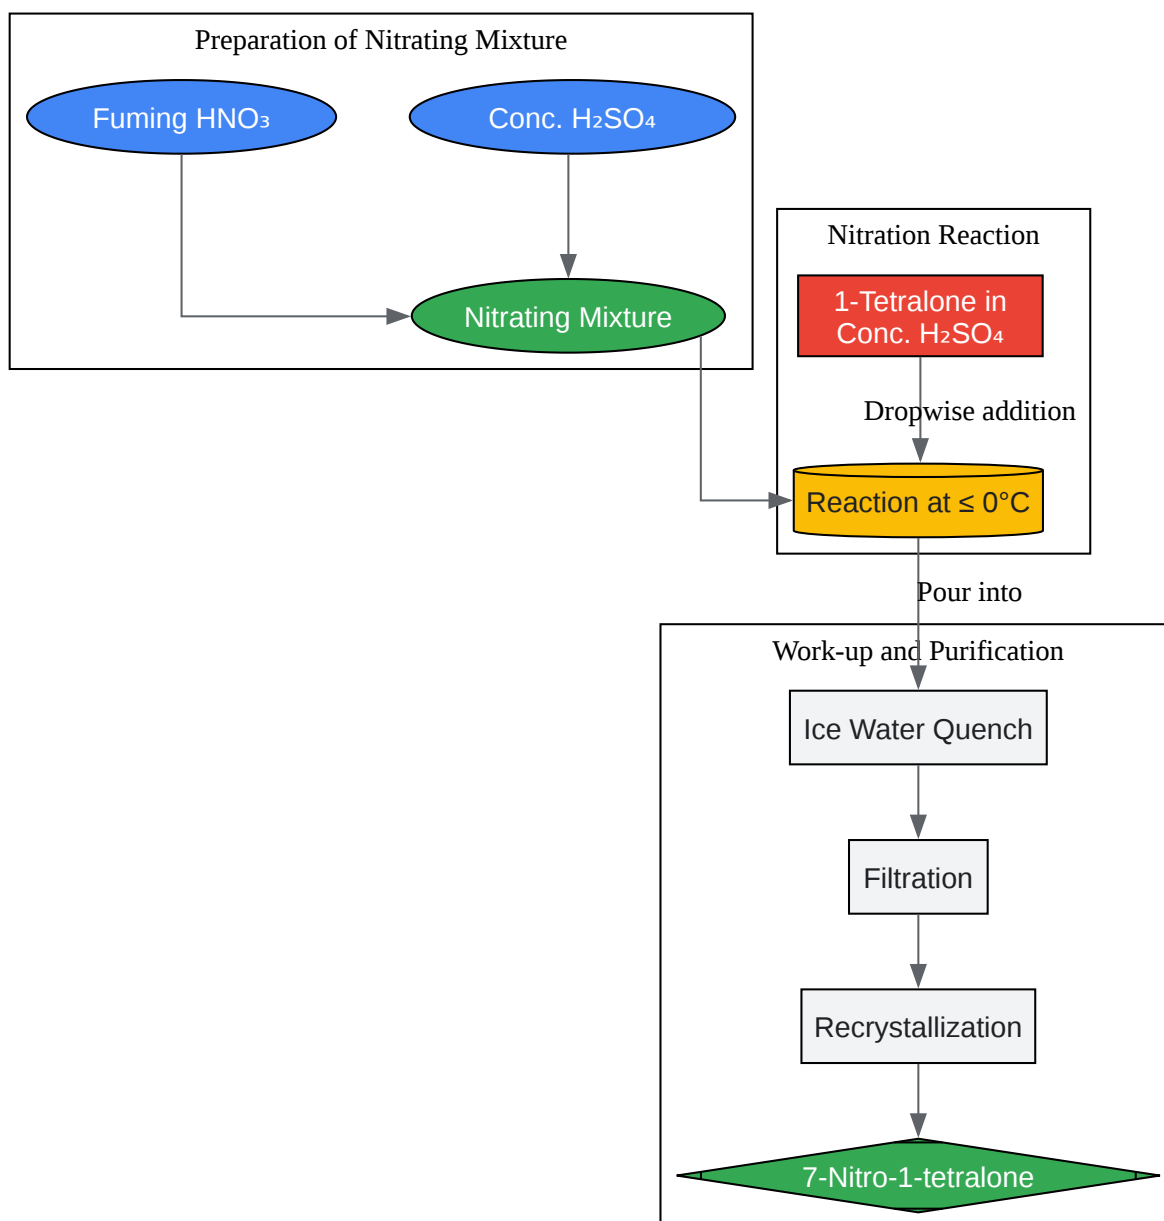 Preparation of Nitrating Mixture
Fuming HNO₃
Conc. H₂SO₄
Nitrating Mixture
Nitration Reaction
1-Tetralone in
Conc. H₂SO₄
Dropwise addition
Reaction at ≤ 0°C
Pour into
Work-up and Purification
Ice Water Quench
Filtration
Recrystallization
7-Nitro-1-tetralone